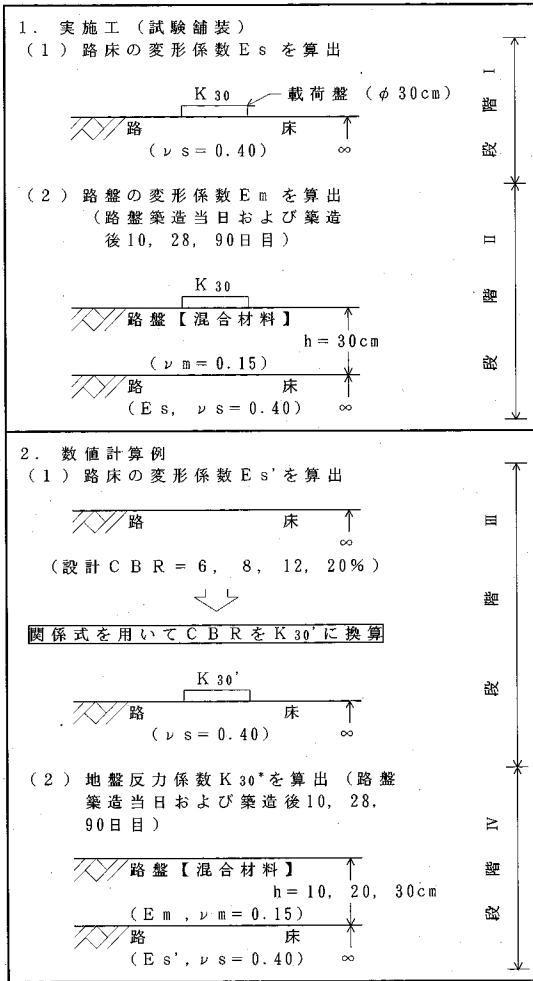 1. 実施工（試験舗装）
（1）路床の変形係数Esを算出
K30
載荷盤（φ30cm）
路 床
（νs=0.40）
∞
I 階 段
（2）路盤の変形係数Emを算出
（路盤築造当日および築造
後10, 28, 90日目）
K30
路盤【混合材料】
h=30cm
（νm=0.15）
路 床
（Es, νs=0.40）
∞
II 階 段
2. 数値計算例
（1）路床の変形係数Es'を算出
路 床
∞
（設計CBR=6, 8, 12, 20%）
関係式を用いてCBRをK30'に換算
K30'
路 床
（νs=0.40）
∞
III 階 段
（2）地盤反力係数K30*を算出（路盤
築造当日および築造後10, 28,
90日目）
路盤【混合材料】
h=10, 20, 30cm
（Em, νm=0.15）
路 床
（Es', νs=0.40）
∞
IV 階 段